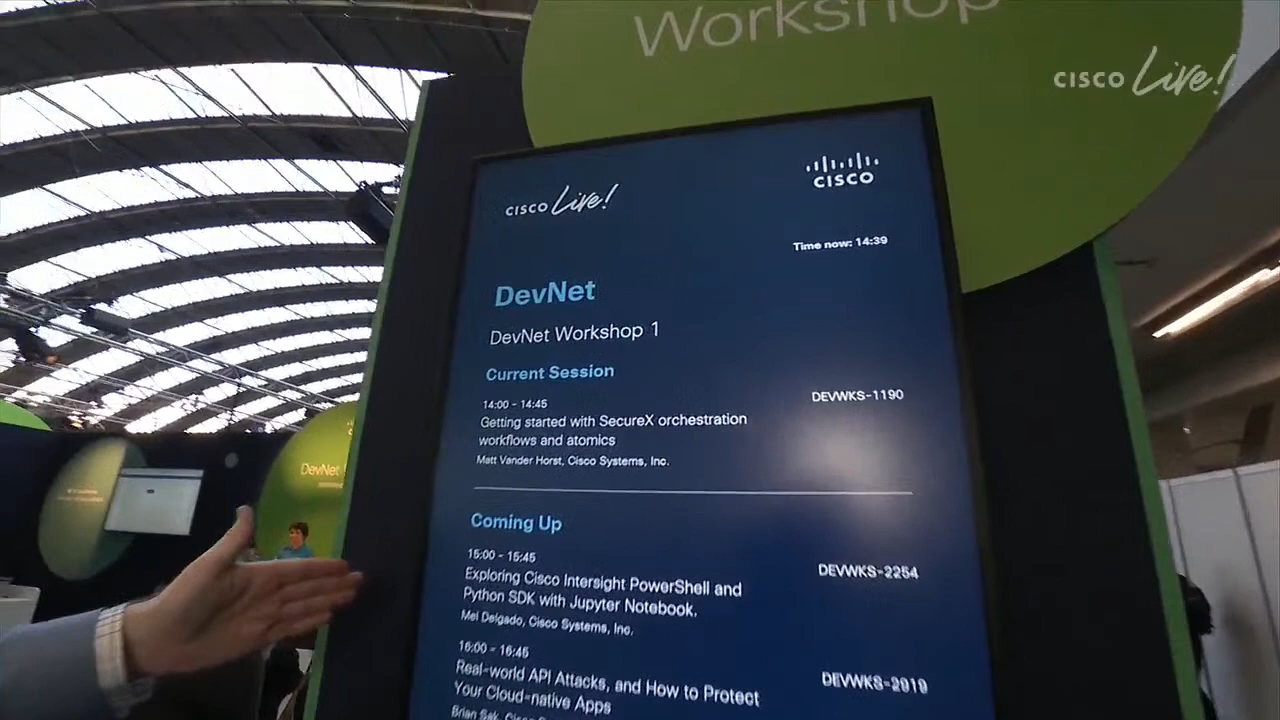 Workshop
CISCO Live!
CISCO Live!
CISCO
Time now: 14:39
DevNet
DevNet Workshop 1
Current Session
14:00 - 14:45
DEVWKS-1190
Getting started with SecureX orchestration
workflows and atomics
Matt Vander Horst, Cisco Systems, Inc.
Coming Up
15:00 - 15:45
DEVWKS-2254
Exploring Cisco Intersight PowerShell and
Python SDK with Jupyter Notebook.
Mel Delgado, Cisco Systems, Inc.
16:00 - 16:45
DEVWKS-2919
Real-world API Attacks, and How to Protect
Your Cloud-native Apps
Brian Sak, Cisco
DevNet